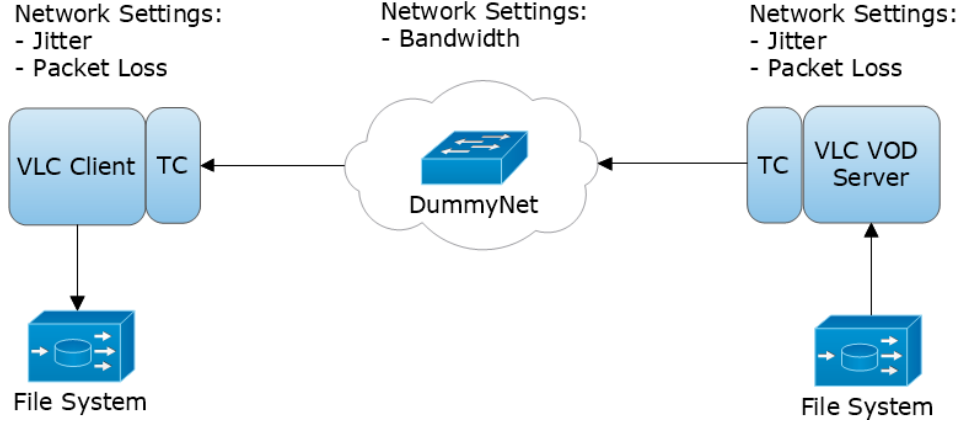 Network Settings:
- Jitter
- Packet Loss
Network Settings:
- Bandwidth
Network Settings:
- Jitter
- Packet Loss
VLC Client
TC
DummyNet
TC
VLC VOD
Server
File System
File System